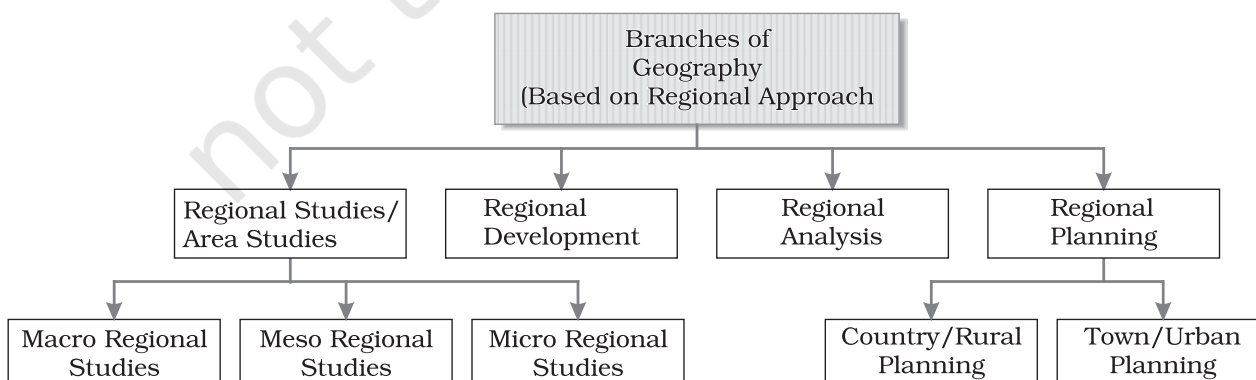 Branches of
Geography
(Based on Regional Approach
Regional Studies/
Area Studies
Regional
Development
Regional
Analysis
Regional
Planning
Macro Regional
Studies
Meso Regional
Studies
Micro Regional
Studies
Country/Rural
Planning
Town/Urban
Planning
not